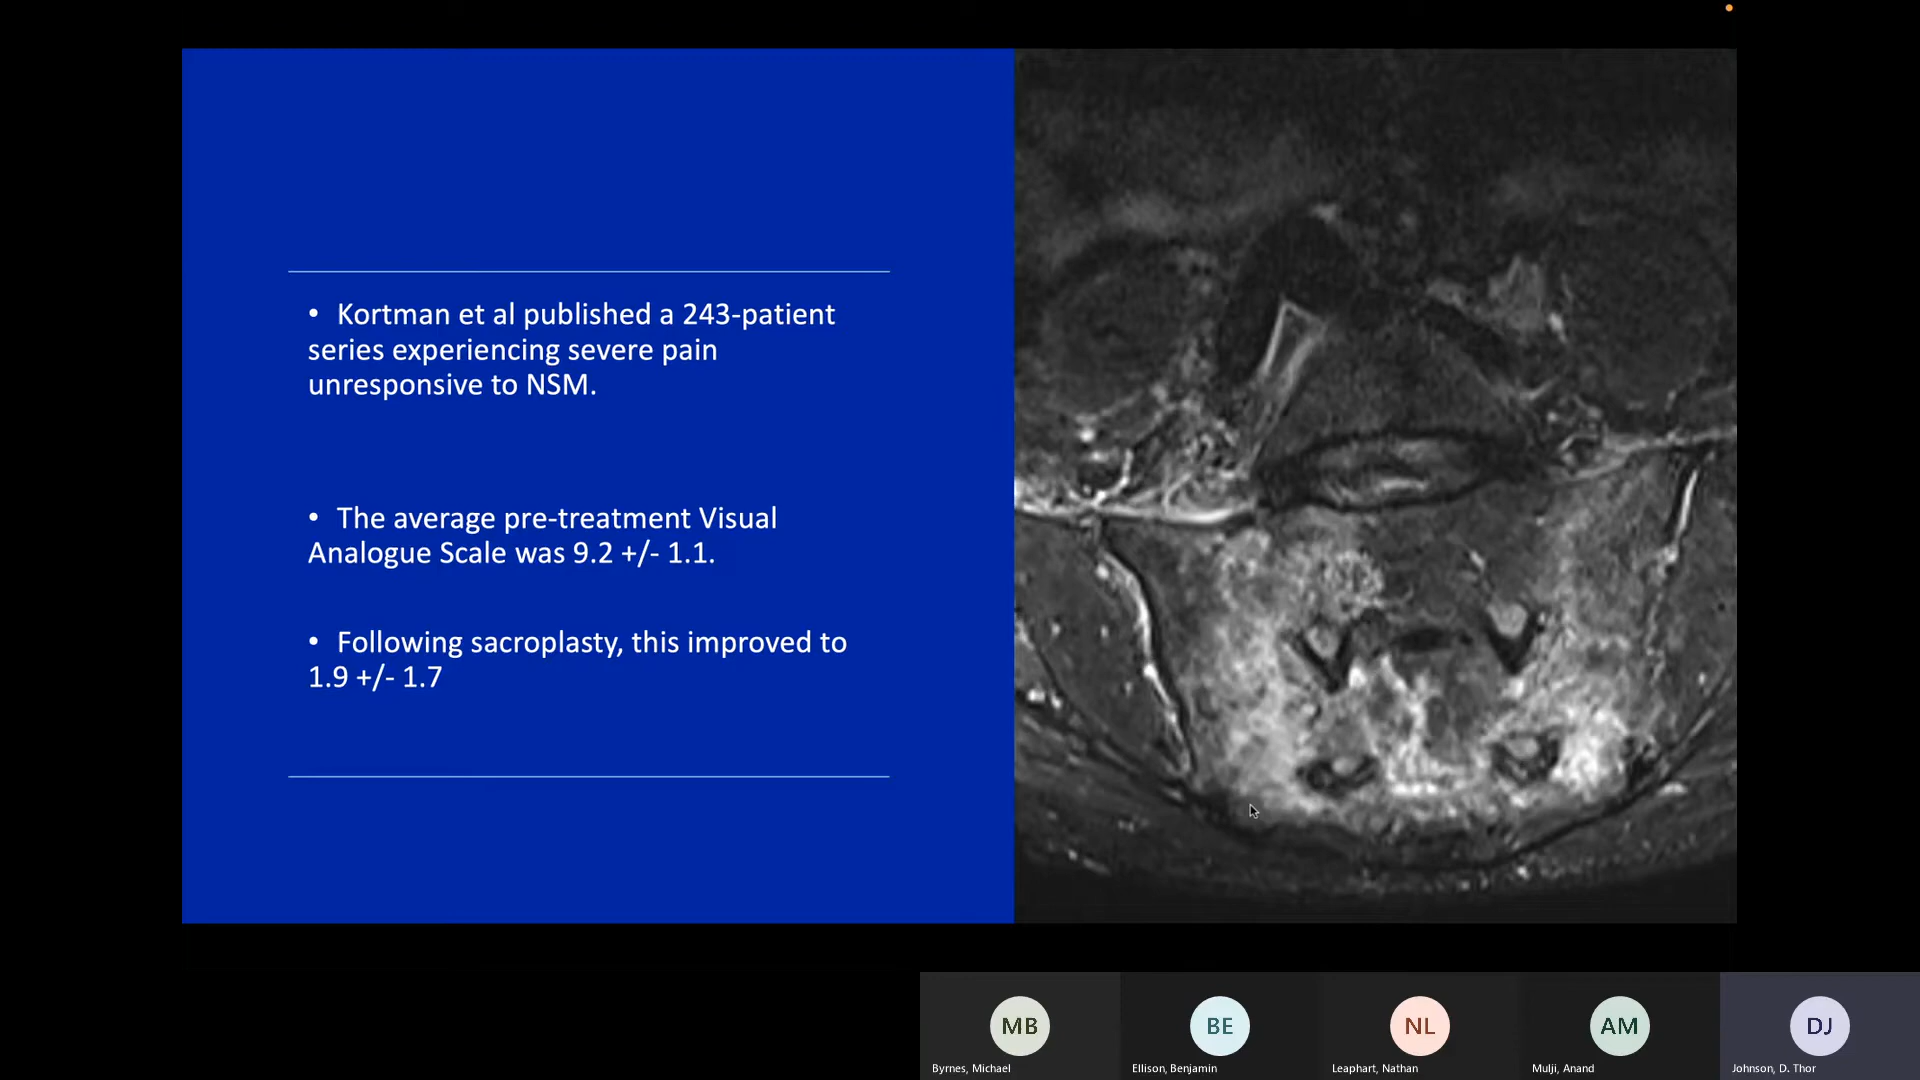 • Kortman et al published a 243-patient
series experiencing severe pain
unresponsive to NSM.
• The average pre-treatment Visual
Analogue Scale was 9.2 +/- 1.1.
• Following sacroplasty, this improved to
1.9 +/- 1.7
MB
BE
NL
AM
DJ
Byrnes, Michael
Ellison, Benjamin
Leaphart, Nathan
Mulji, Anand
Johnson, D. Thor